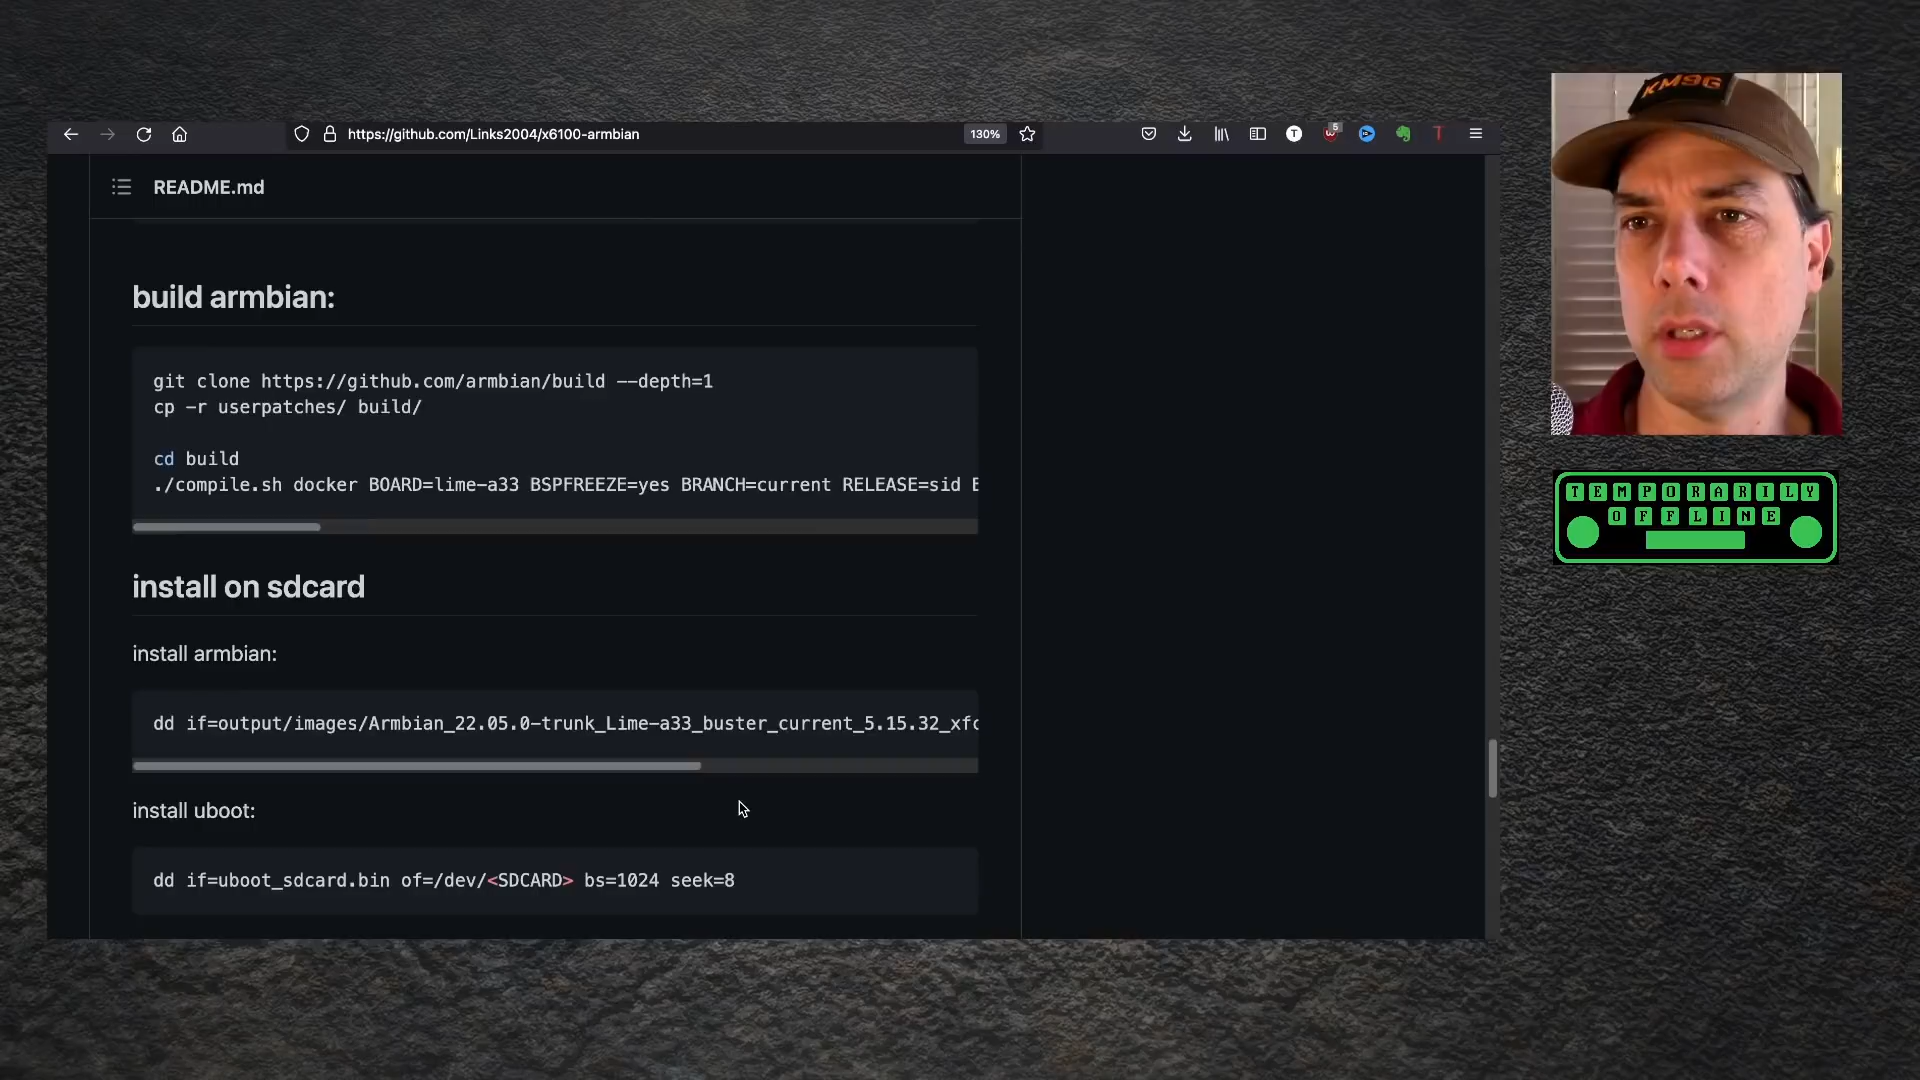 https://github.com/Links2004/x6100-armbian
130%
5
T
T
README.md
build armbian:
git clone https://github.com/armbian/build --depth=1
cp -r userpatches/ build/
cd build
./compile.sh docker BOARD=lime-a33 BSPFREEZE=yes BRANCH=current RELEASE=sid
install on sdcard
install armbian:
dd if=output/images/Armbian_22.05.0-trunk_Lime-a33_buster_current_5.15.32_xfc
install uboot:
dd if=uboot_sdcard.bin of=/dev/<SDCARD> bs=1024 seek=8
KM9G
TEMPORARILY
OFFLINE